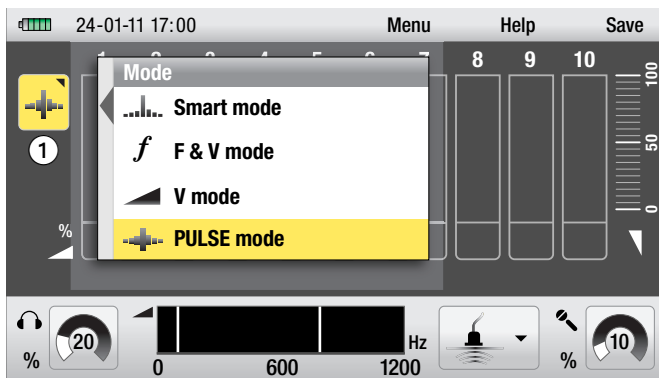 24-01-11 17:00 Menu Help Save
8 9 10
Mode
Smart mode
f F & V mode
V mode
PULSE mode
1
100
50
0
%
20
%
Hz
0 600 1200
10
%